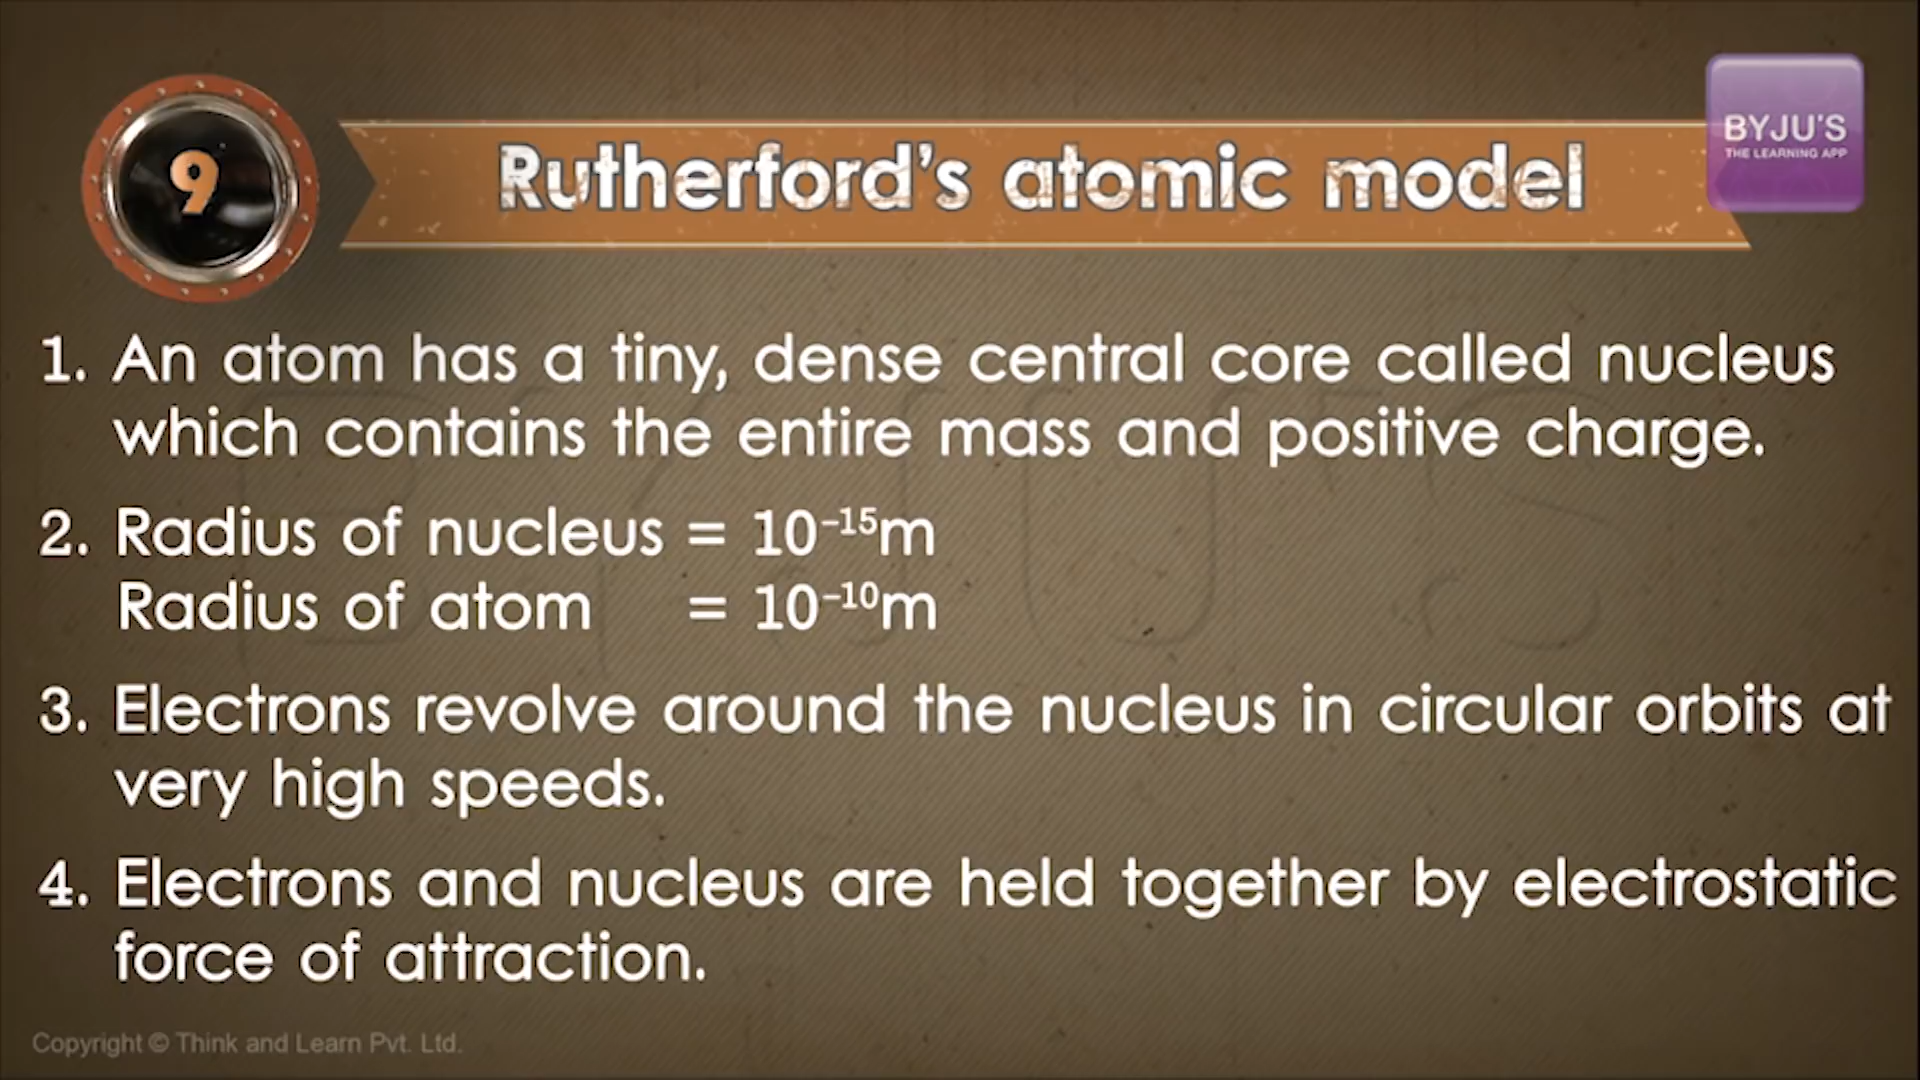 9
Rutherford's atomic model
BYJU'S
THE LEARNING APP
1. An atom has a tiny, dense central core called nucleus
which contains the entire mass and positive charge.
2. Radius of nucleus = 10⁻¹⁵m
Radius of atom = 10⁻¹⁰m
3. Electrons revolve around the nucleus in circular orbits at
very high speeds.
4. Electrons and nucleus are held together by electrostatic
force of attraction.
BYJU'S
Copyright © Think and Learn Pvt. Ltd.